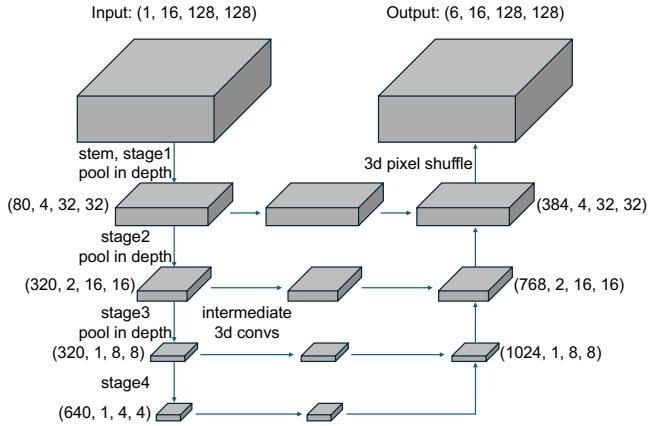 Input: (1, 16, 128, 128)
Output: (6, 16, 128, 128)
stem, stage1
pool in depth
3d pixel shuffle
(80, 4, 32, 32)
(384, 4, 32, 32)
stage2
pool in depth
(320, 2, 16, 16)
(768, 2, 16, 16)
stage3
pool in depth
intermediate
3d convs
(320, 1, 8, 8)
(1024, 1, 8, 8)
stage4
(640, 1, 4, 4)